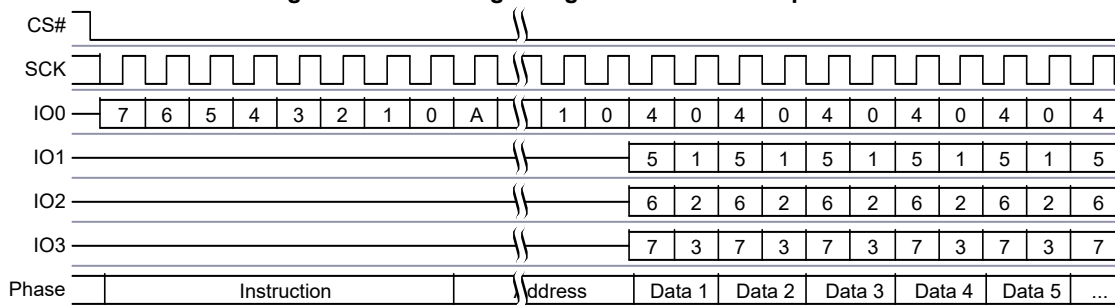 CS#
SCK
IO0 7 6 5 4 3 2 1 0 A 1 0 4 0 4 0 4 0 4 0 4 0 4
IO1 5 1 5 1 5 1 5 1 5 1 5
IO2 6 2 6 2 6 2 6 2 6 2 6
IO3 7 3 7 3 7 3 7 3 7 3 7
Phase Instruction Address Data 1 Data 2 Data 3 Data 4 Data 5 ...